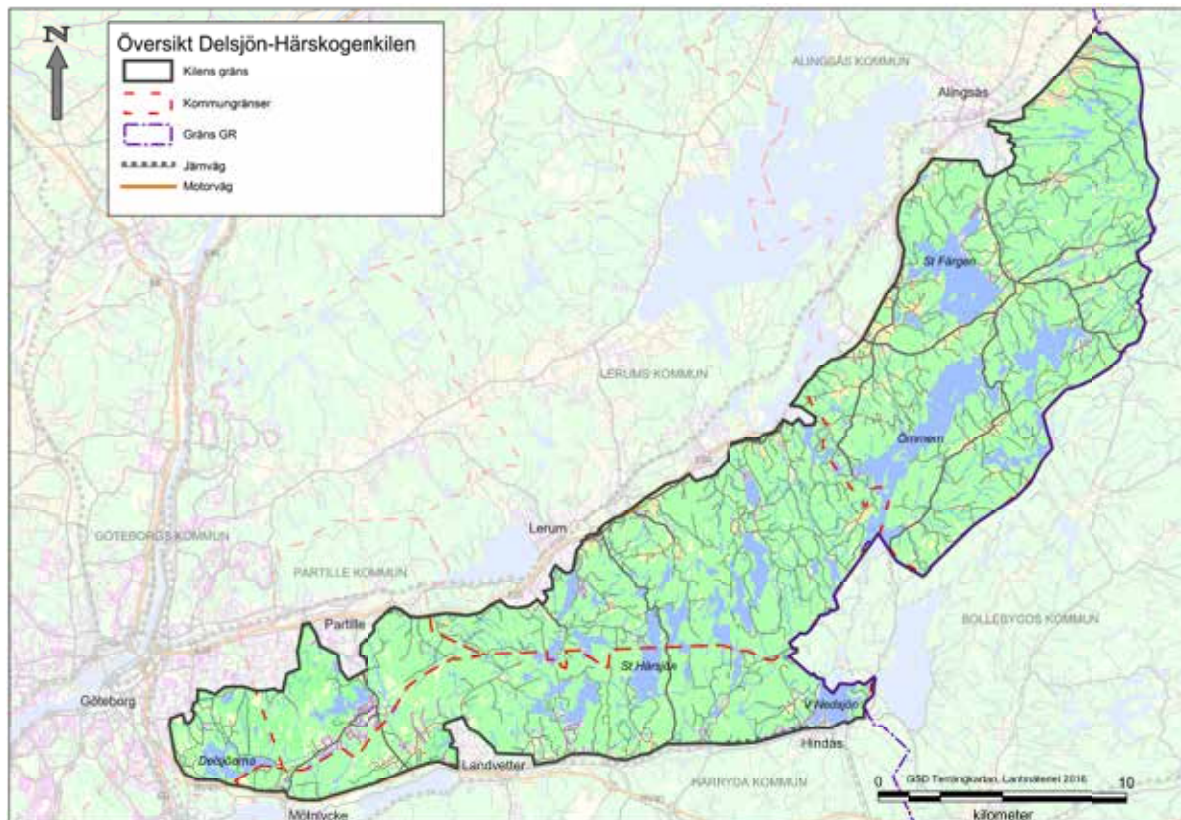 N
Översikt Delsjön-Härskogenkilen
Kilens gräns
Kommungränser
Gräns GR
Järnväg
Motorväg
ALINGSÅS KOMMUN
Alingsås
St Färgen
LERUMS KOMMUN
Ömmern
Lerum
GÖTEBORGS KOMMUN
PARTILLE KOMMUN
BOLLEBYGDS KOMMUN
Partille
St Härsjön
Göteborg
V Nedsjön
Delsjöarna
Hindås
Landvetter
HÄRRYDA KOMMUN
Mölnlycke
0 GSD Terrängkartan, Lantmäteriet 2016 10
kilometer